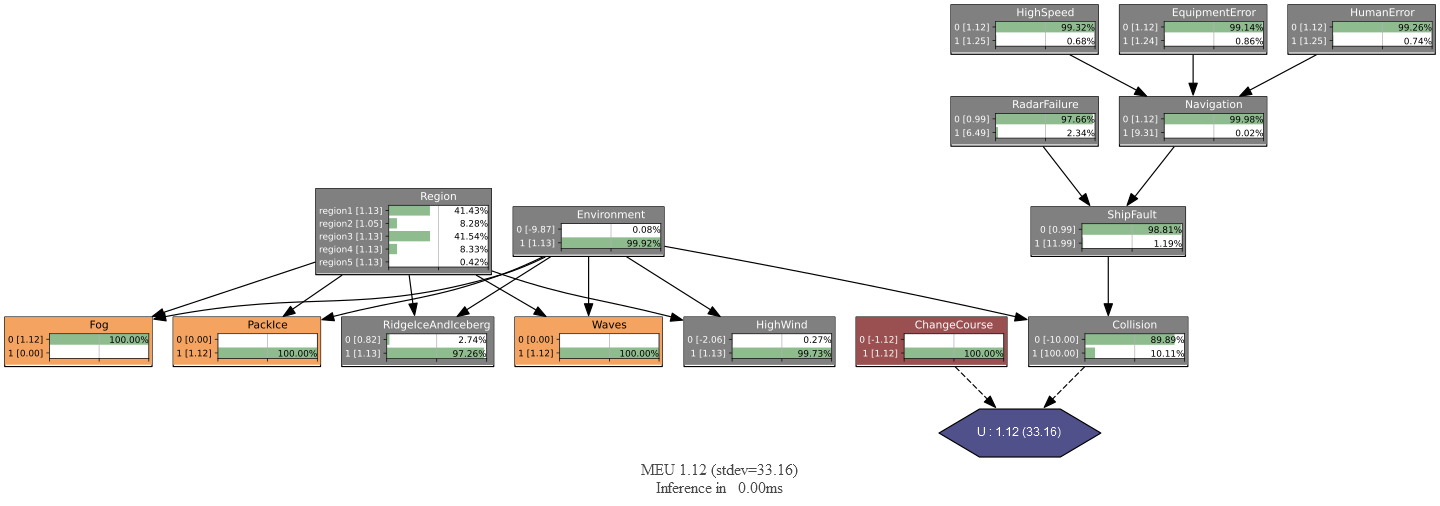 HighSpeed
0 [1.12] 99.32%
1 [1.25] 0.68%
EquipmentError
0 [1.12] 99.14%
1 [1.24] 0.86%
HumanError
0 [1.12] 99.26%
1 [1.25] 0.74%
RadarFailure
0 [0.99] 97.66%
1 [6.49] 2.34%
Navigation
0 [1.12] 99.98%
1 [9.31] 0.02%
Region
region1 [1.13] 41.43%
region2 [1.05] 8.28%
region3 [1.13] 41.54%
region4 [1.13] 8.33%
region5 [1.13] 0.42%
Environment
0 [-9.87] 0.08%
1 [1.13] 99.92%
ShipFault
0 [0.99] 98.81%
1 [11.99] 1.19%
Fog
0 [1.12] 100.00%
1 [0.00]
PackIce
0 [0.00]
1 [1.12] 100.00%
RidgeIceAndIceberg
0 [0.82] 2.74%
1 [1.13] 97.26%
Waves
0 [0.00]
1 [1.12] 100.00%
HighWind
0 [-2.06] 0.27%
1 [1.13] 99.73%
ChangeCourse
0 [-1.12]
1 [1.12] 100.00%
Collision
0 [-10.00] 89.89%
1 [100.00] 10.11%
U : 1.12 (33.16)
MEU 1.12 (stdev=33.16)
Inference in 0.00ms